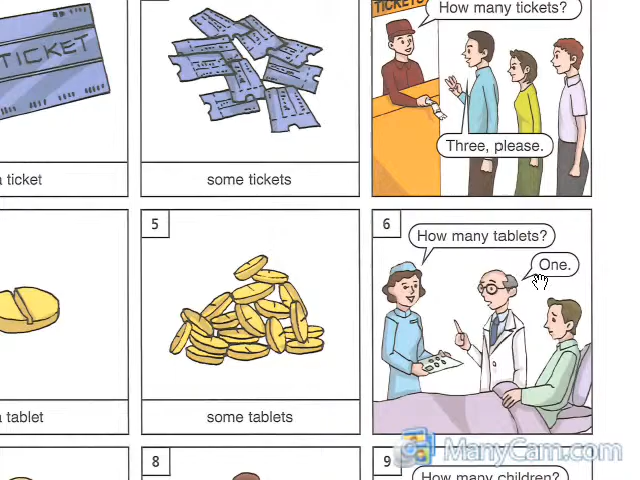 TICKETS
How many tickets?
89
TICKET
Three, please.
a ticket
some tickets
5
6
How many tablets?
One.
a tablet
some tablets
8
9
How many children?
ManyCam.com